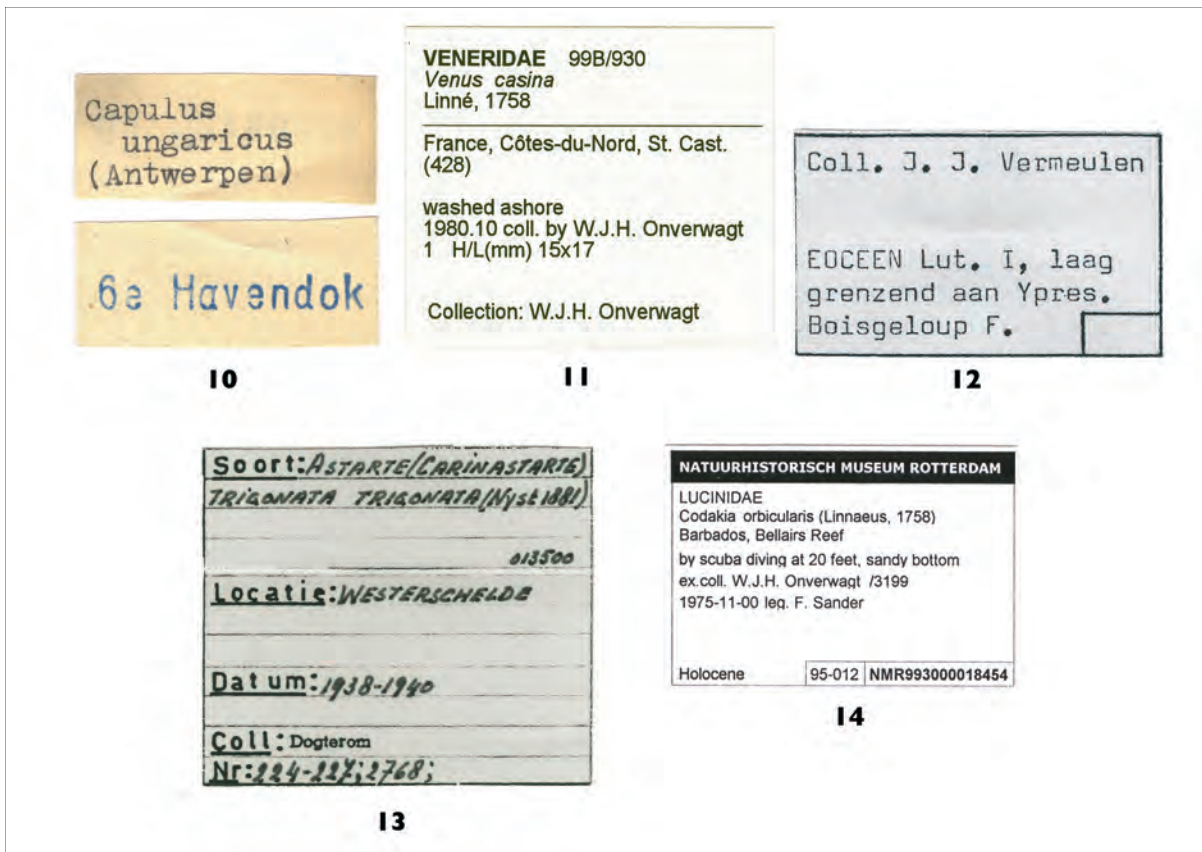 Capulus
ungaricus
(Antwerpen)
6e Havendok
10
VENERIDAE 99B/930
Venus casina
Linné, 1758
France, Côtes-du-Nord, St. Cast.
(428)
washed ashore
1980.10 coll. by W.J.H. Onverwagt
1 H/L(mm) 15x17
Collection: W.J.H. Onverwagt
11
Coll. J. J. Vermeulen
EOCEEN Lut. I, laag
grenzend aan Ypres.
Boisgeloup F.
12
Soort: ASTARTE (CARINASTARTE)
TRIGONATA TRIGONATA (Nyst 1881)
013500
Locatie: WESTERSCHELDE
Datum: 1938-1940
Coll: Dogterom
Nr: 224-227; 2768;
13
NATUURHISTORISCH MUSEUM ROTTERDAM
LUCINIDAE
Codakia orbicularis (Linnaeus, 1758)
Barbados, Bellairs Reef
by scuba diving at 20 feet, sandy bottom
ex.coll. W.J.H. Onverwagt /3199
1975-11-00 leg. F. Sander
Holocene 95-012 NMR993000018454
14